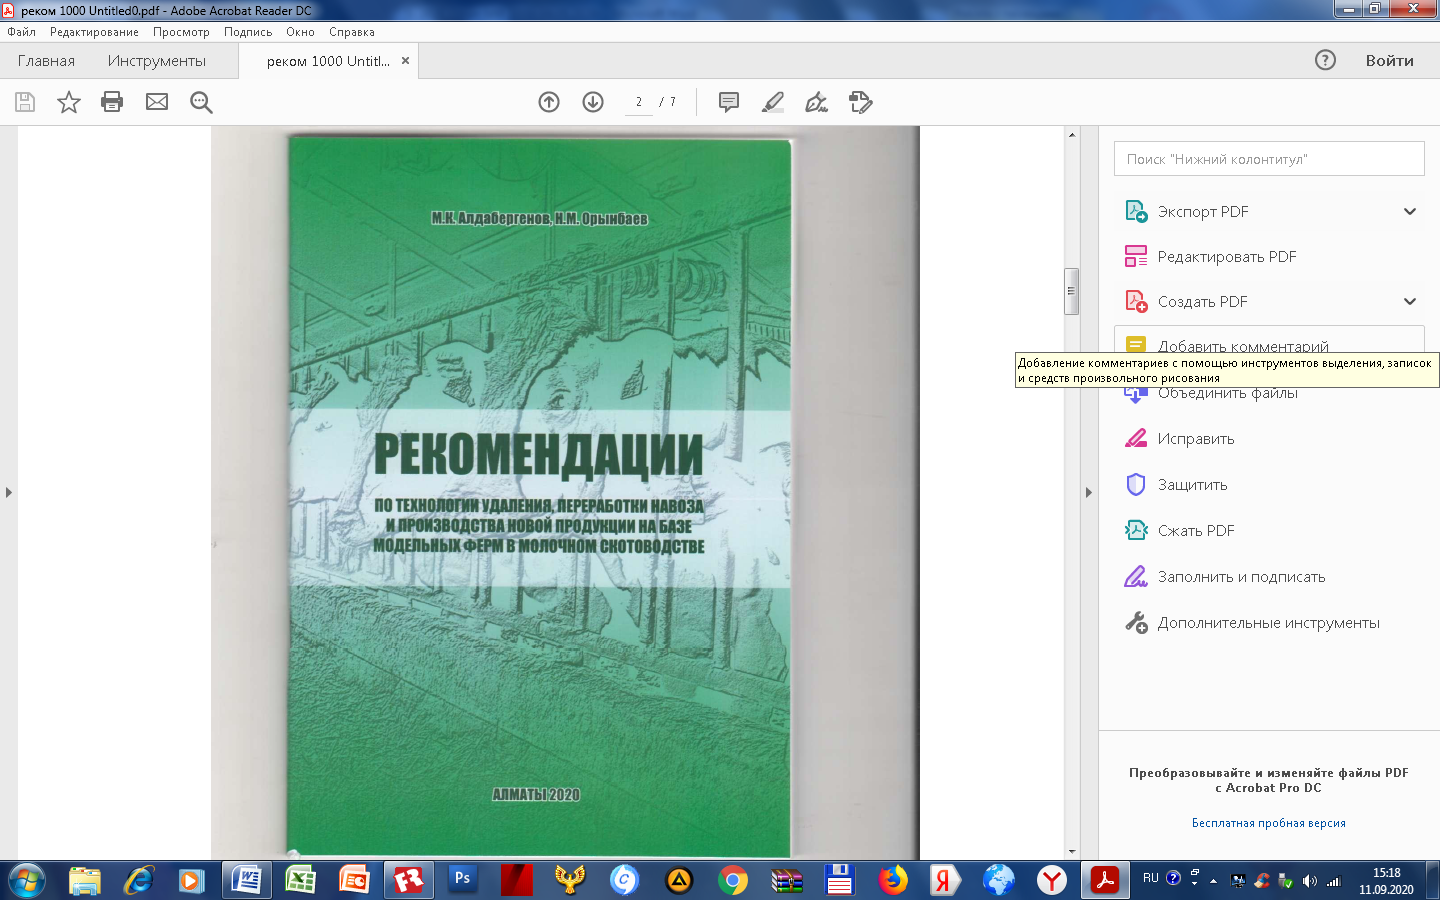 реком 1000 Untitled0.pdf - Adobe Acrobat Reader DC
Файл Редактирование Просмотр Подпись Окно Справка
Главная Инструменты реком 1000 Untitl... × Войти
2 / 7
Поиск "Нижний колонтитул"
Экспорт PDF
Редактировать PDF
Создать PDF
Добавить комментарий
Добавление комментариев с помощью инструментов выделения, записок
и средств произвольного рисования
Объединить файлы
Исправить
Защитить
Сжать PDF
Заполнить и подписать
Дополнительные инструменты
Преобразовывайте и изменяйте файлы PDF
с Acrobat Pro DC
Бесплатная пробная версия
М.К. Алдабергенов, Н.М. Орынбаев
РЕКОМЕНДАЦИИ
ПО ТЕХНОЛОГИИ УДАЛЕНИЯ, ПЕРЕРАБОТКИ НАВОЗА
И ПРОИЗВОДСТВА НОВОЙ ПРОДУКЦИИ НА БАЗЕ
МОДЕЛЬНЫХ ФЕРМ В МОЛОЧНОМ СКОТОВОДСТВЕ
АЛМАТЫ 2020
RU
15:18
11.09.2020